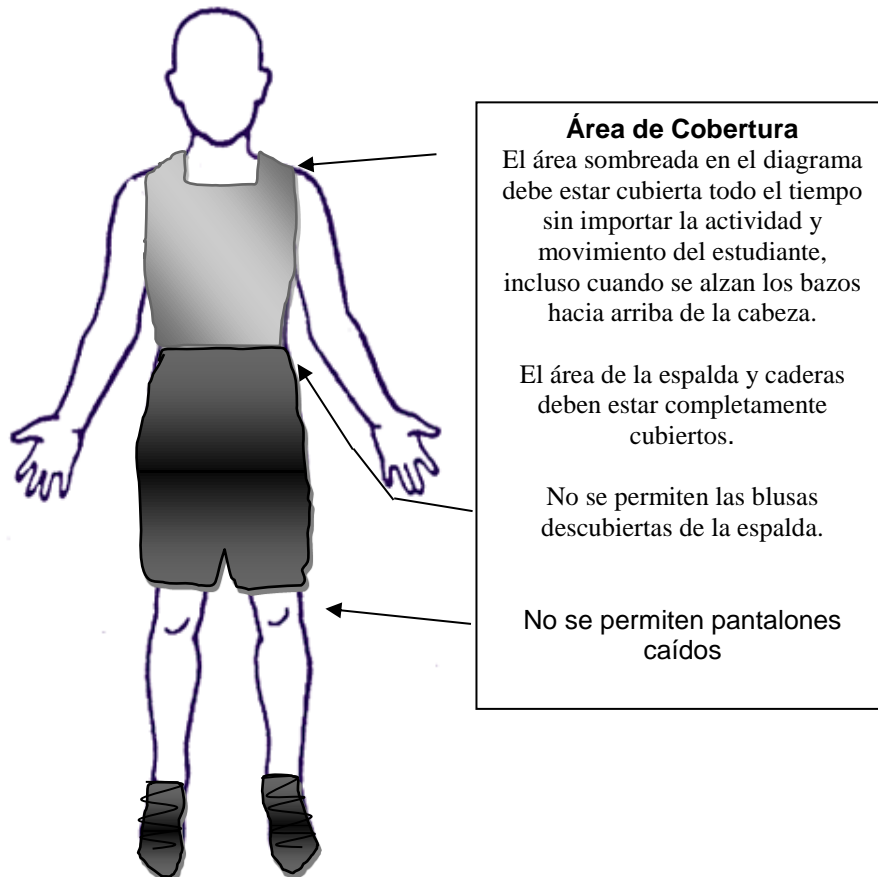 Área de Cobertura
El área sombreada en el diagrama
debe estar cubierta todo el tiempo
sin importar la actividad y
movimiento del estudiante,
incluso cuando se alzan los bazos
hacia arriba de la cabeza.
El área de la espalda y caderas
deben estar completamente
cubiertos.
No se permiten las blusas
descubiertas de la espalda.
No se permiten pantalones
caídos